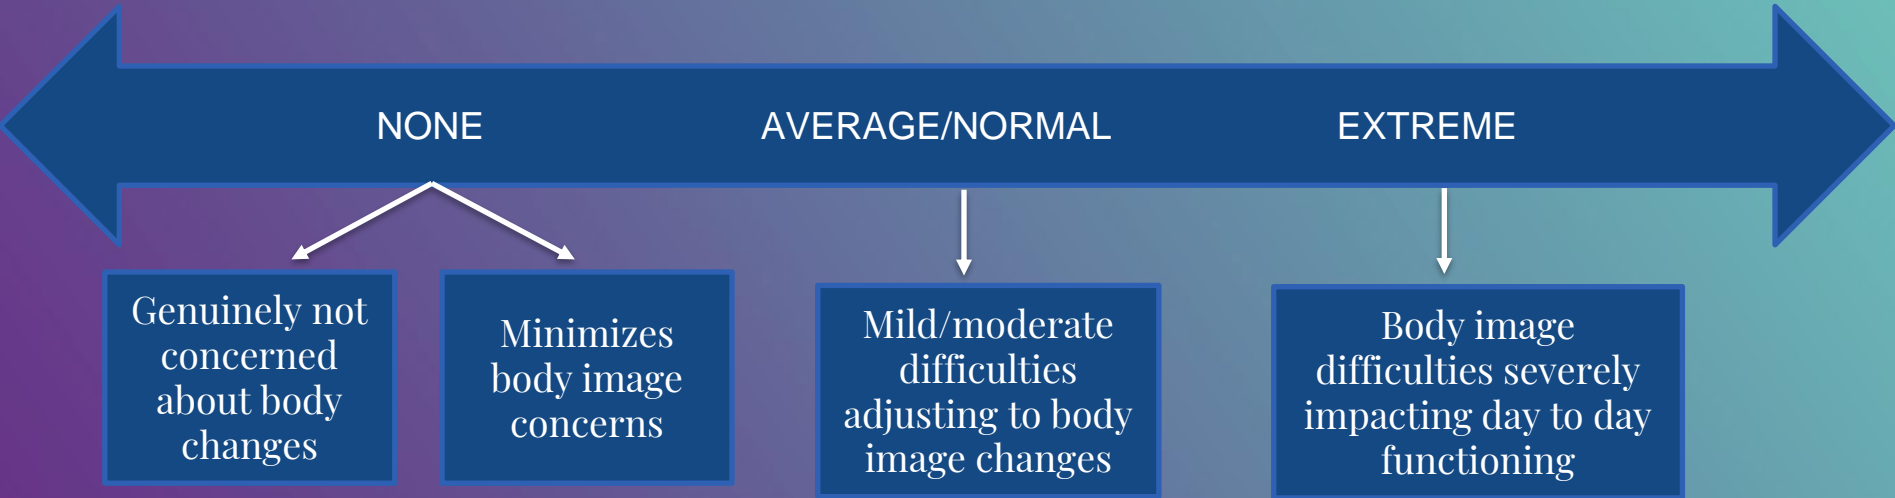 NONE
AVERAGE/NORMAL
EXTREME
Genuinely not
concerned
about body
changes
Minimizes
body image
concerns
Mild/moderate
difficulties
adjusting to body
image changes
Body image
difficulties severely
impacting day to day
functioning